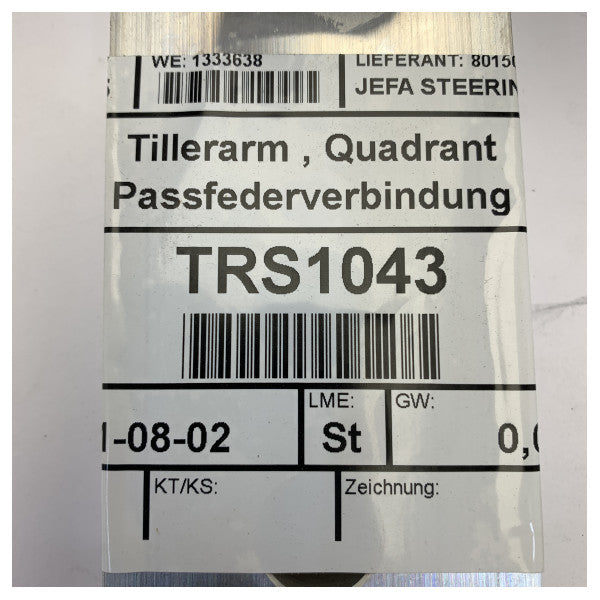 WE: 1333638
LIEFERANT: 80150
JEFA STEERIN
Tillerarm , Quadrant
Passfederverbindung
TRS1043
LME:
GW:
-08-02
St
0,
KT/KS:
Zeichnung: